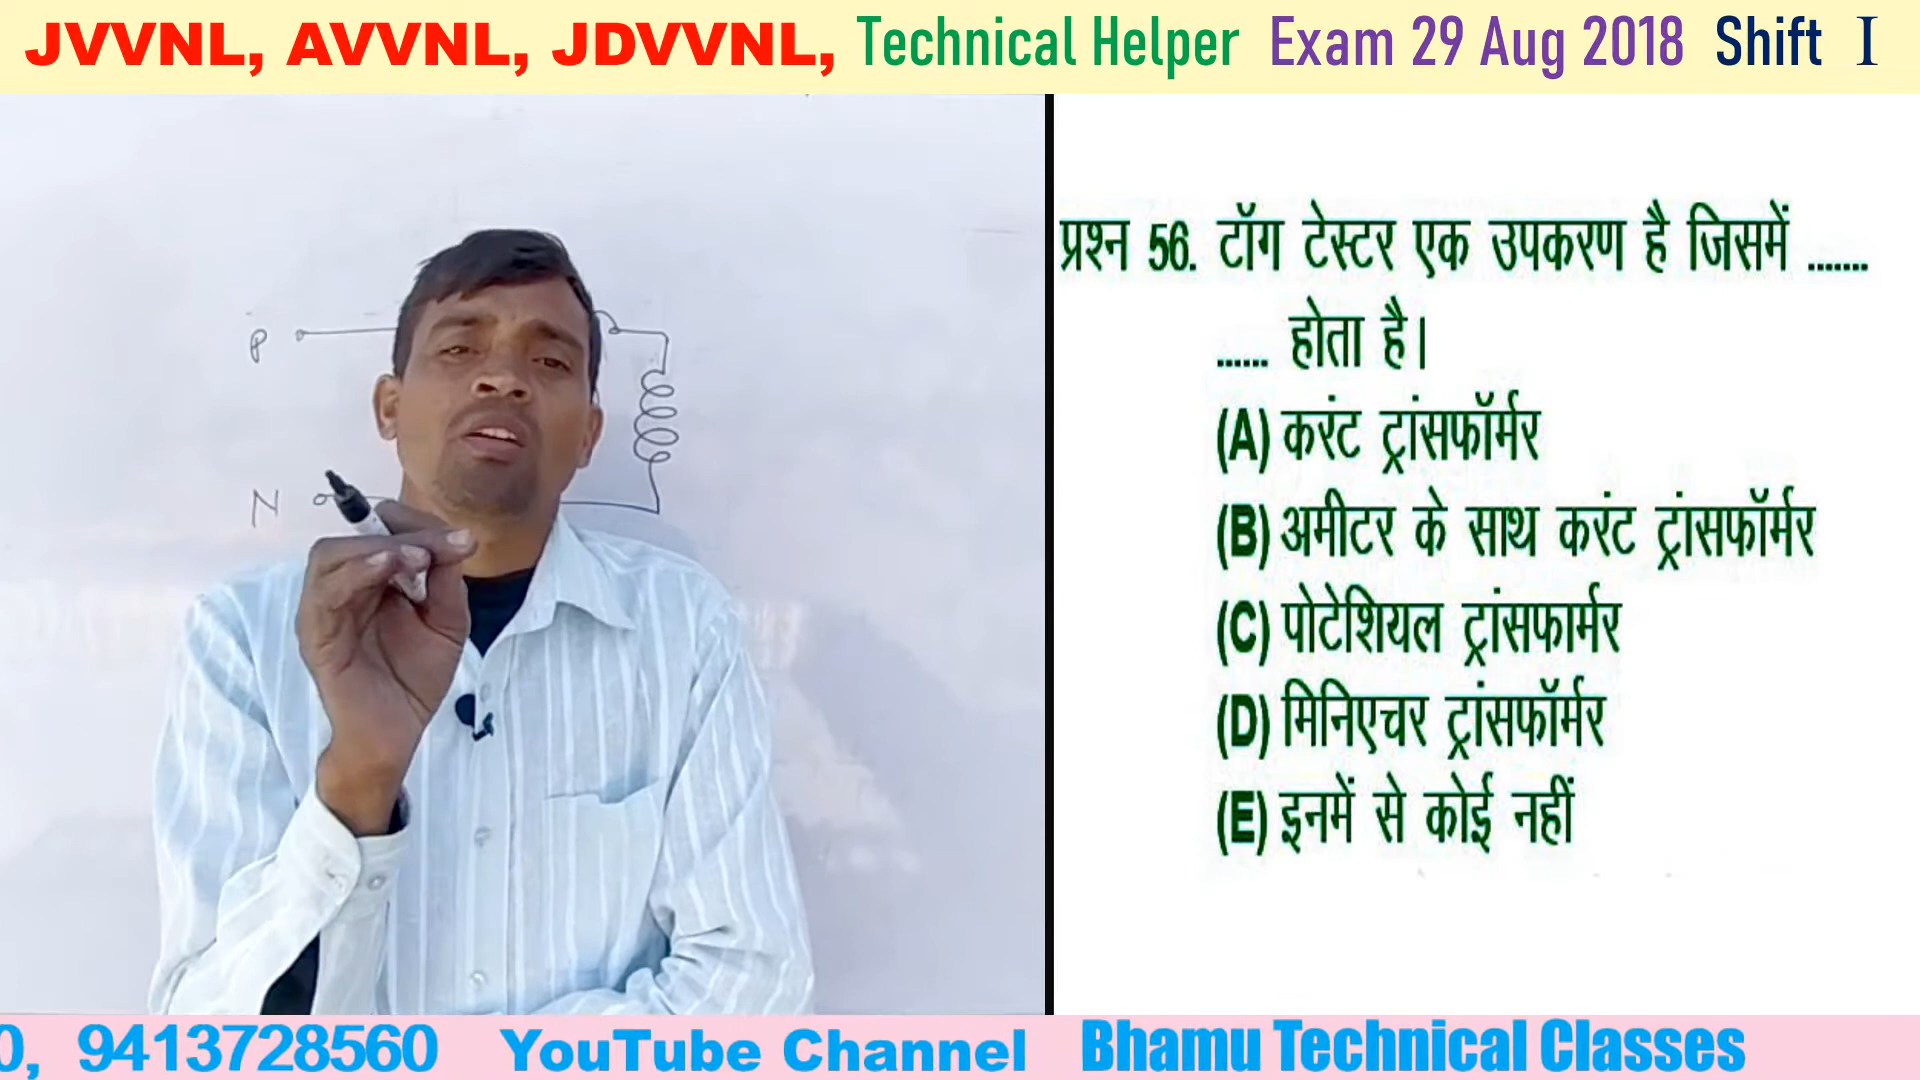 JVVNL, AVVNL, JDVVNL, Technical Helper Exam 29 Aug 2018 Shift I
P
N
प्रश्न 56. टॉग टेस्टर एक उपकरण है जिसमें .......
...... होता है।
(A) करंट ट्रांसफॉर्मर
(B) अमीटर के साथ करंट ट्रांसफॉर्मर
(C) पोटेशियल ट्रांसफार्मर
(D) मिनिएचर ट्रांसफॉर्मर
(E) इनमें से कोई नहीं
0, 9413728560 YouTube Channel Bhamu Technical Classes